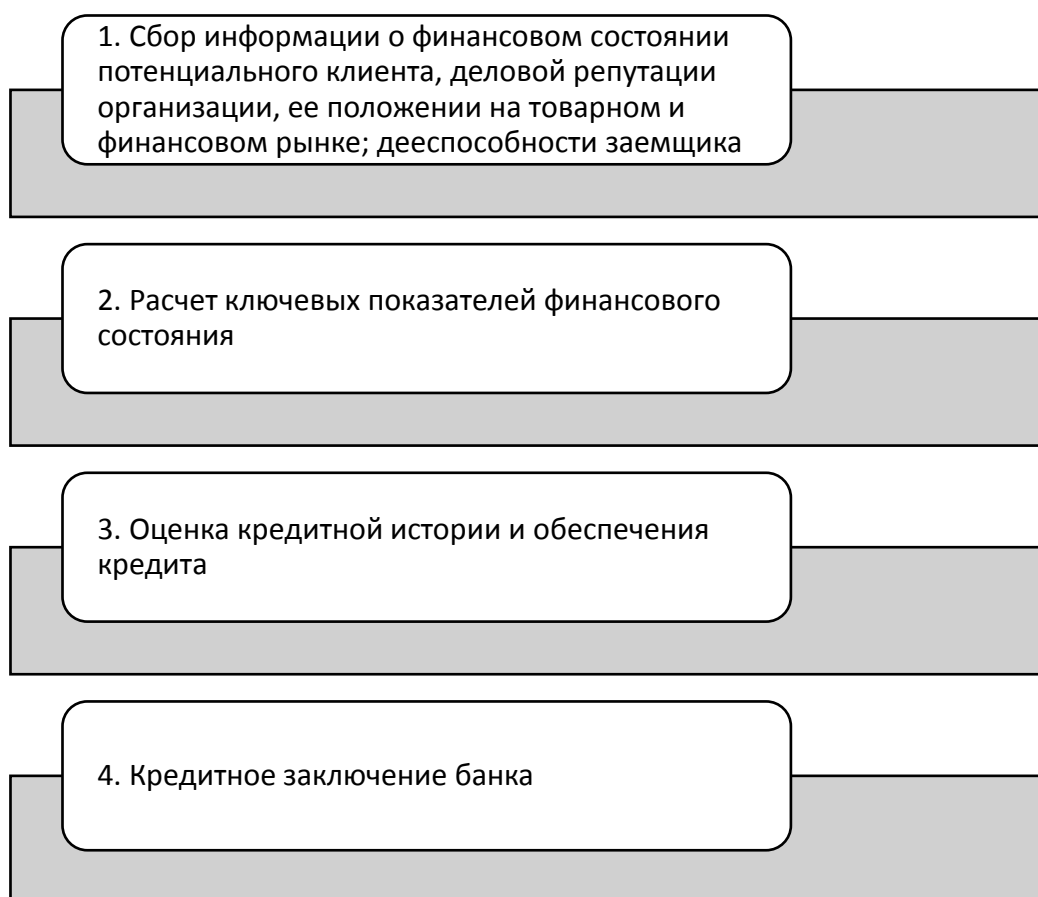 1. Сбор информации о финансовом состоянии
потенциального клиента, деловой репутации
организации, ее положении на товарном и
финансовом рынке; дееспособности заемщика
2. Расчет ключевых показателей финансового
состояния
3. Оценка кредитной истории и обеспечения
кредита
4. Кредитное заключение банка